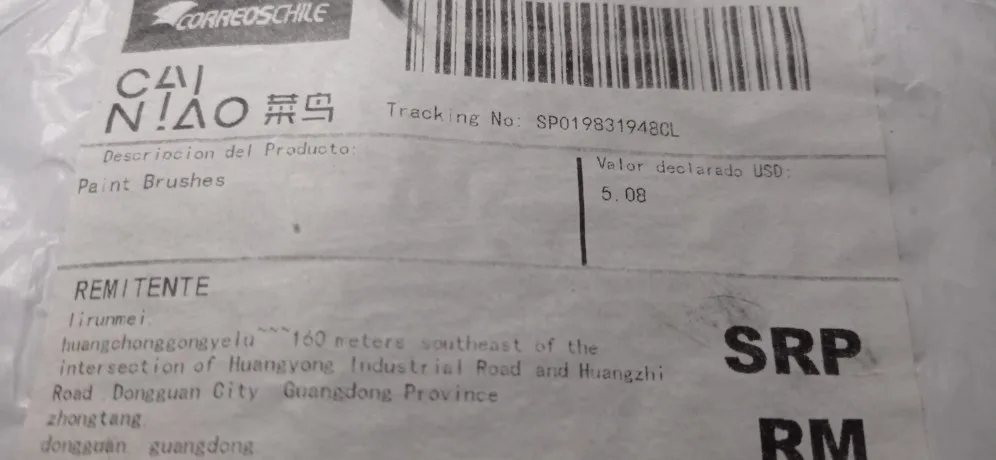 CORREOSCHILE
CAI
NIAO 菜鸟
Tracking No: SP019831948CL
Descripcion del Producto:
Valor declarado USD:
Paint Brushes
5.08
REMITENTE
lirunmei
huangchonggongyelu~~~160 meters southeast of the
intersection of Huangyong Industrial Road and Huangzhi
Road Dongguan City Guangdong Province
zhongtang
dongguan guangdong
SRP
RM